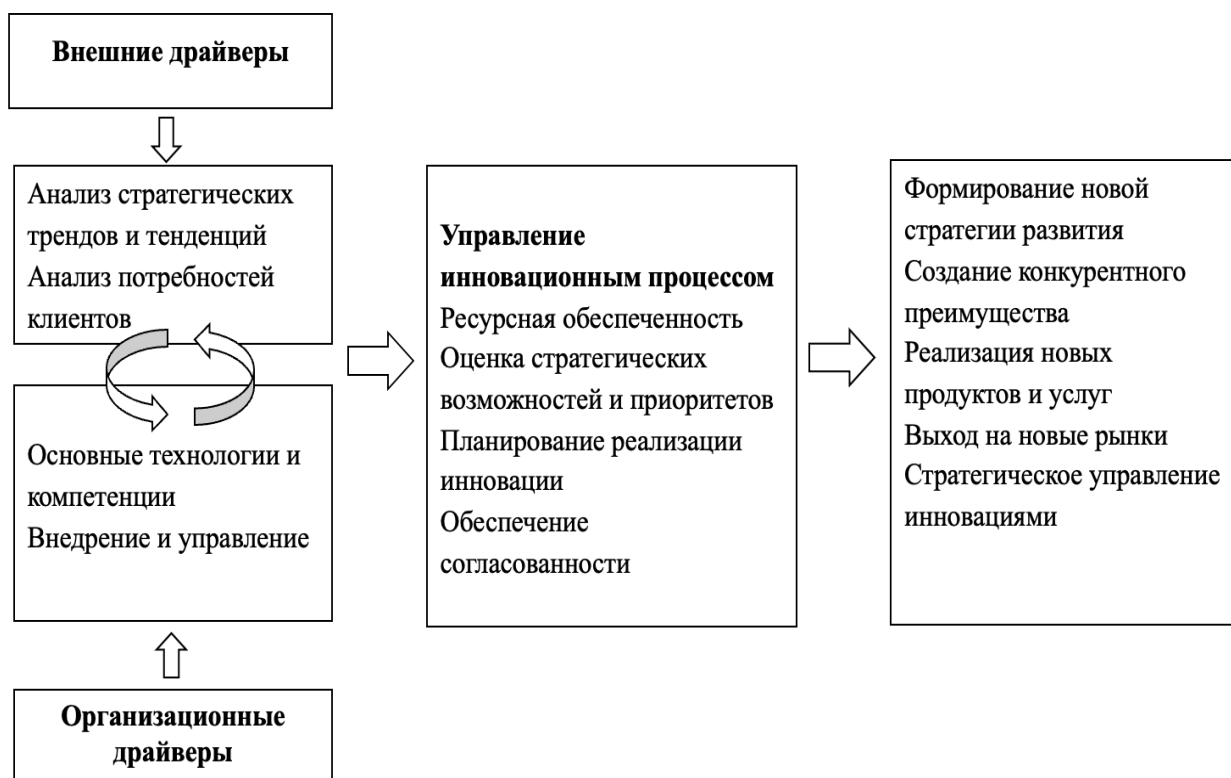 Внешние драйверы
Анализ стратегических
трендов и тенденций
Анализ потребностей
клиентов
Основные технологии и
компетенции
Внедрение и управление
Организационные
драйверы
Управление
инновационным процессом
Ресурсная обеспеченность
Оценка стратегических
возможностей и приоритетов
Планирование реализации
инновации
Обеспечение
согласованности
Формирование новой
стратегии развития
Создание конкурентного
преимущества
Реализация новых
продуктов и услуг
Выход на новые рынки
Стратегическое управление
инновациями